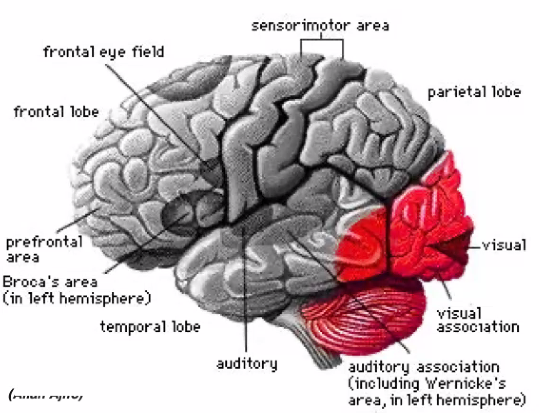 sensorimotor area
frontal eye field
parietal lobe
frontal lobe
prefrontal
area
visual
Broca's area
(in left hemisphere)
visual
association
temporal lobe
auditory
auditory association
(including Wernicke's
area, in left hemisphere)